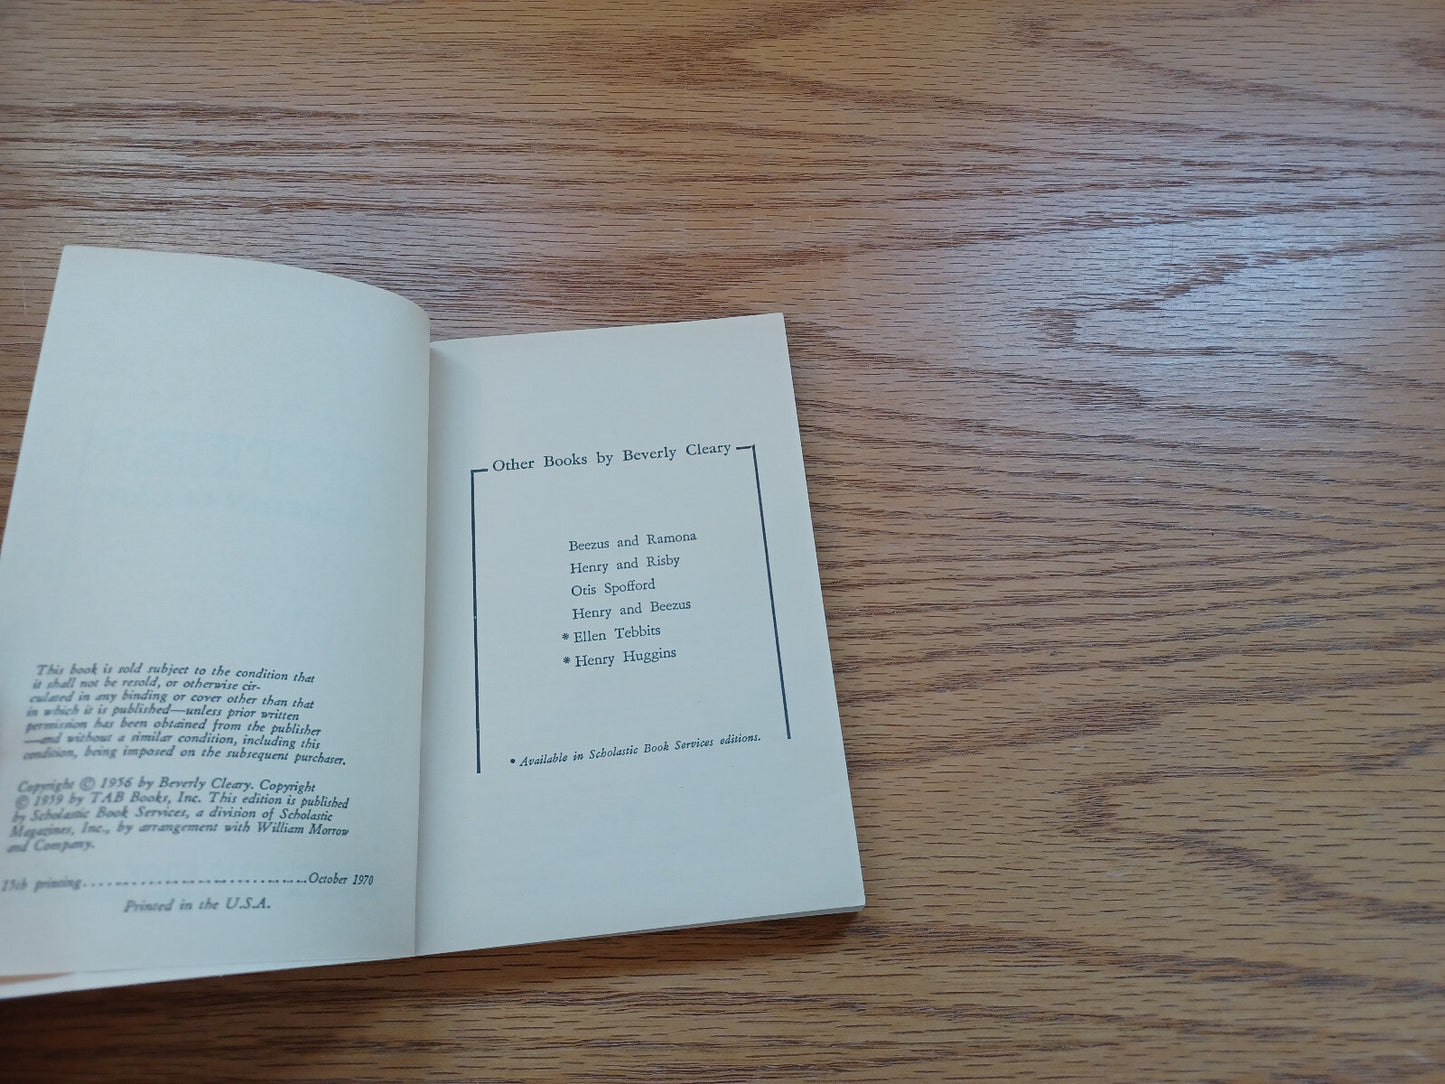 This book is sold subject to the condition that
it shall not be resold, or otherwise cir-
culated in any binding or cover other than that
in which it is published—unless prior written
permission has been obtained from the publisher
—and without a similar condition, including this
condition, being imposed on the subsequent purchaser.
Copyright © 1956 by Beverly Cleary. Copyright
© 1959 by TAB Books, Inc. This edition is published
by Scholastic Book Services, a division of Scholastic
Magazines, Inc., by arrangement with William Morrow
and Company.
15th printing..........................October 1970
Printed in the U.S.A.
Other Books by Beverly Cleary
Beezus and Ramona
Henry and Risby
Otis Spofford
Henry and Beezus
* Ellen Tebbits
* Henry Huggins
* Available in Scholastic Book Services editions.